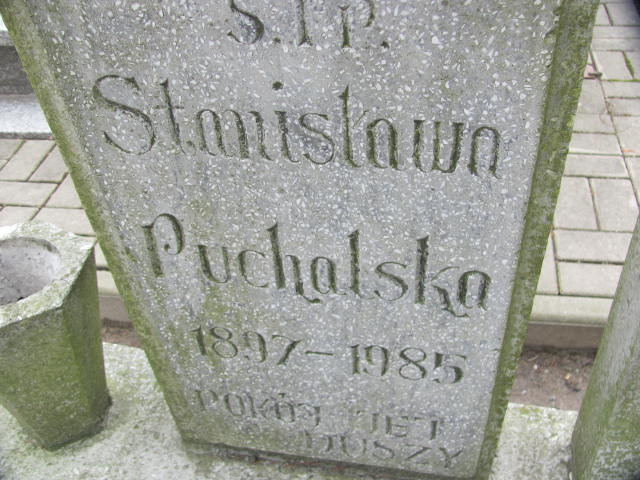 Ś.†P.
Stanisława
Puchalska
1897-1985
POKÓJ JEJ
DUSZY